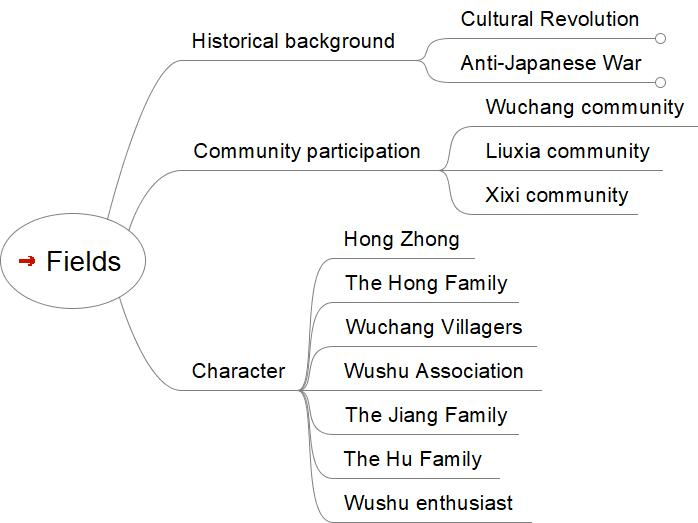 Fields
Historical background
Cultural Revolution
Anti-Japanese War
Community participation
Wuchang community
Liuxia community
Xixi community
Character
Hong Zhong
The Hong Family
Wuchang Villagers
Wushu Association
The Jiang Family
The Hu Family
Wushu enthusiast